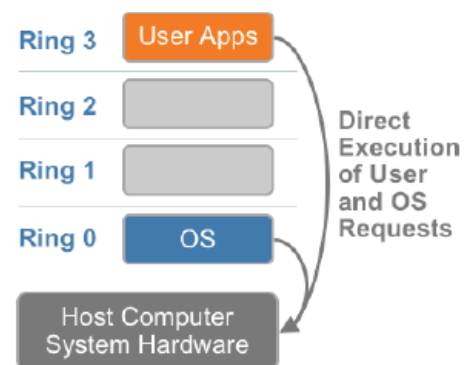 Ring 3
User Apps
Ring 2
Ring 1
Ring 0
OS
Direct
Execution
of User
and OS
Requests
Host Computer
System Hardware